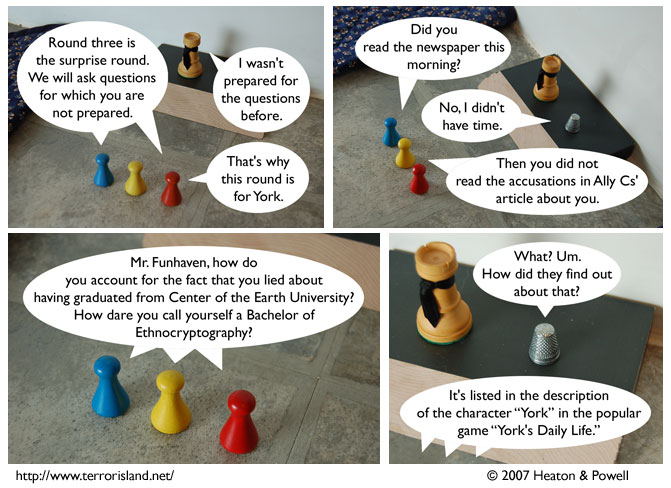 Round three is
the surprise round.
We will ask questions
for which you are
not prepared.
I wasn't
prepared for
the questions
before.
That's why
this round is
for York.
Did you
read the newspaper this
morning?
No, I didn't
have time.
Then you did not
read the accusations in Ally Cs'
article about you.
Mr. Funhaven, how do
you account for the fact that you lied about
having graduated from Center of the Earth University?
How dare you call yourself a Bachelor of
Ethnocryptography?
What? Um.
How did they find out
about that?
It's listed in the description
of the character “York” in the popular
game “York's Daily Life.”
http://www.terrorisland.net/
© 2007 Heaton & Powell